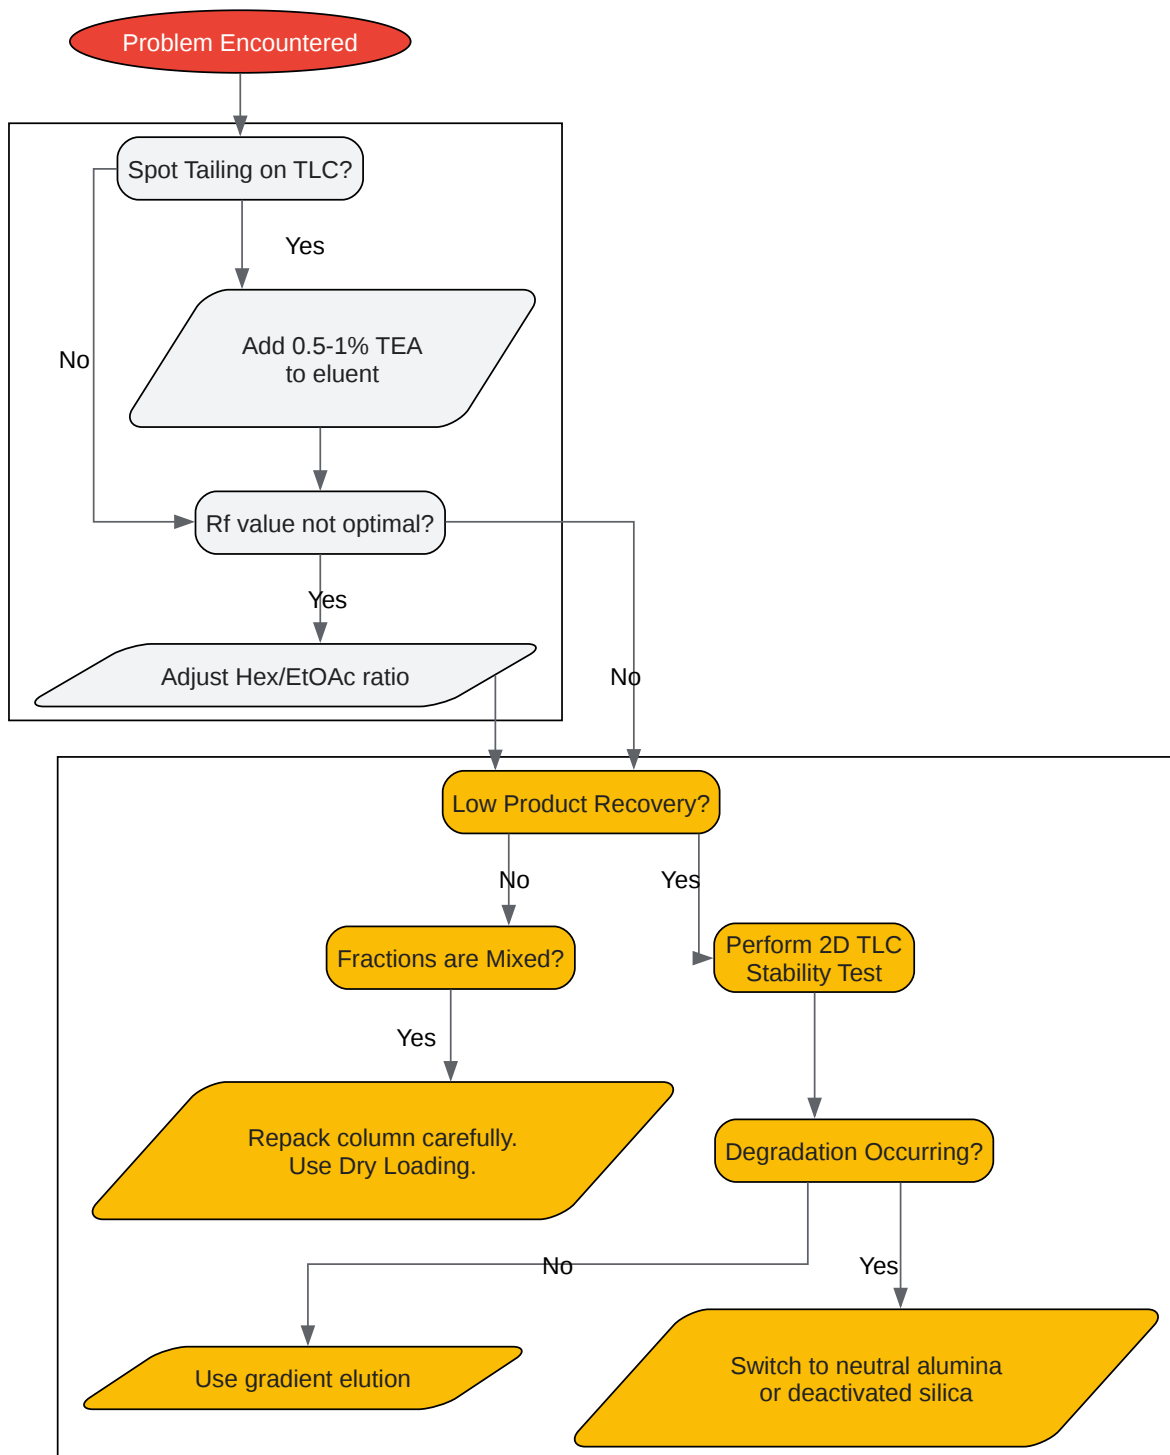 Problem Encountered
Spot Tailing on TLC?
Yes
Add 0.5-1% TEA
to eluent
No
Rf value not optimal?
Yes
Adjust Hex/EtOAc ratio
No
Low Product Recovery?
No
Yes
Fractions are Mixed?
Perform 2D TLC
Stability Test
Yes
Repack column carefully.
Use Dry Loading.
Degradation Occurring?
No
Yes
Use gradient elution
Switch to neutral alumina
or deactivated silica